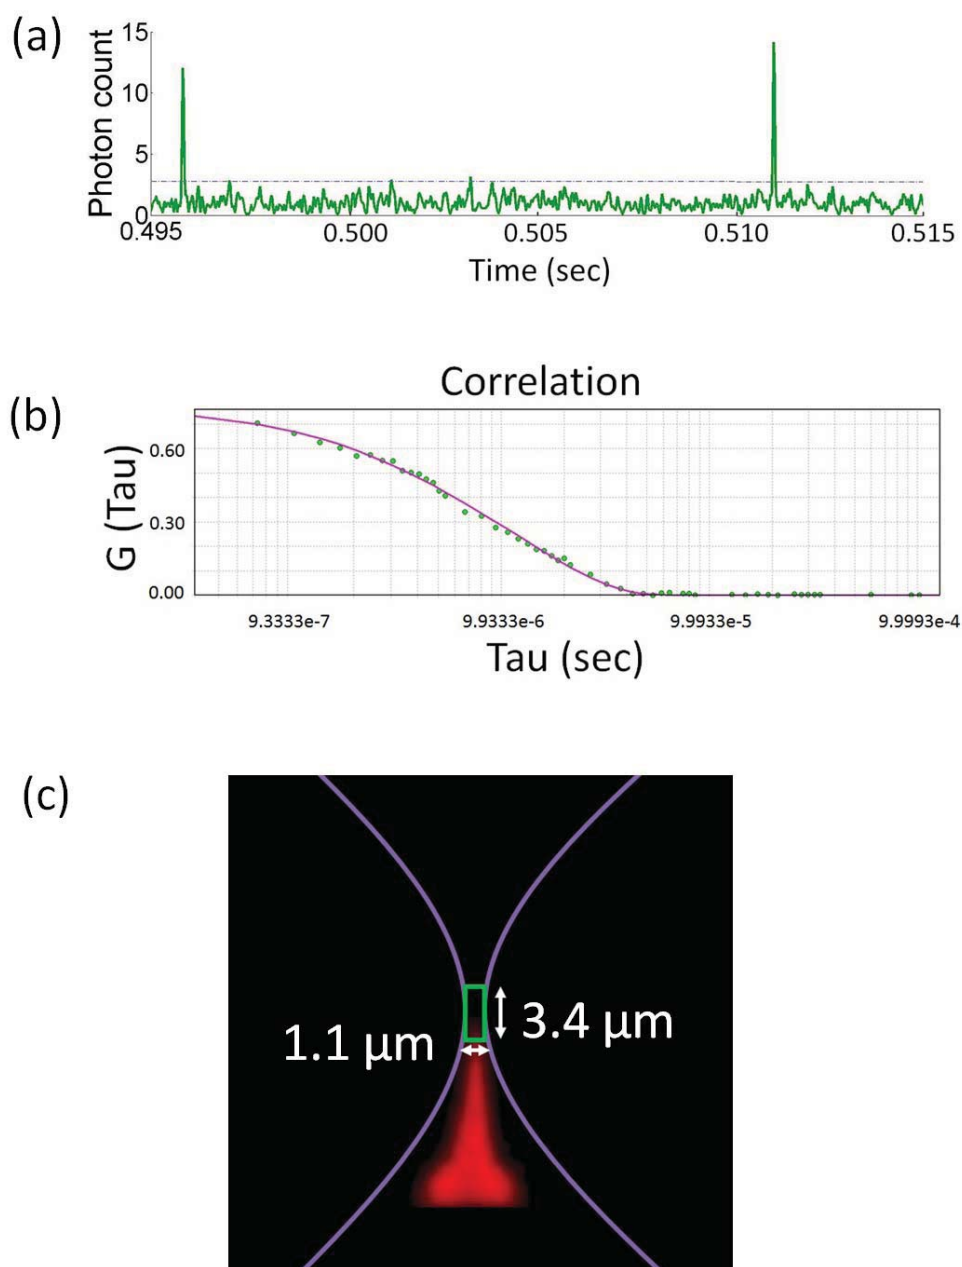 (a)
Photon count
15
10
5
0
0.495 0.500 0.505 0.510 0.515
Time (sec)
(b)
Correlation
G (Tau)
0.60
0.30
0.00
9.3333e-7 9.9333e-6 9.9933e-5 9.9993e-4
Tau (sec)
(c)
1.1 μm
3.4 μm